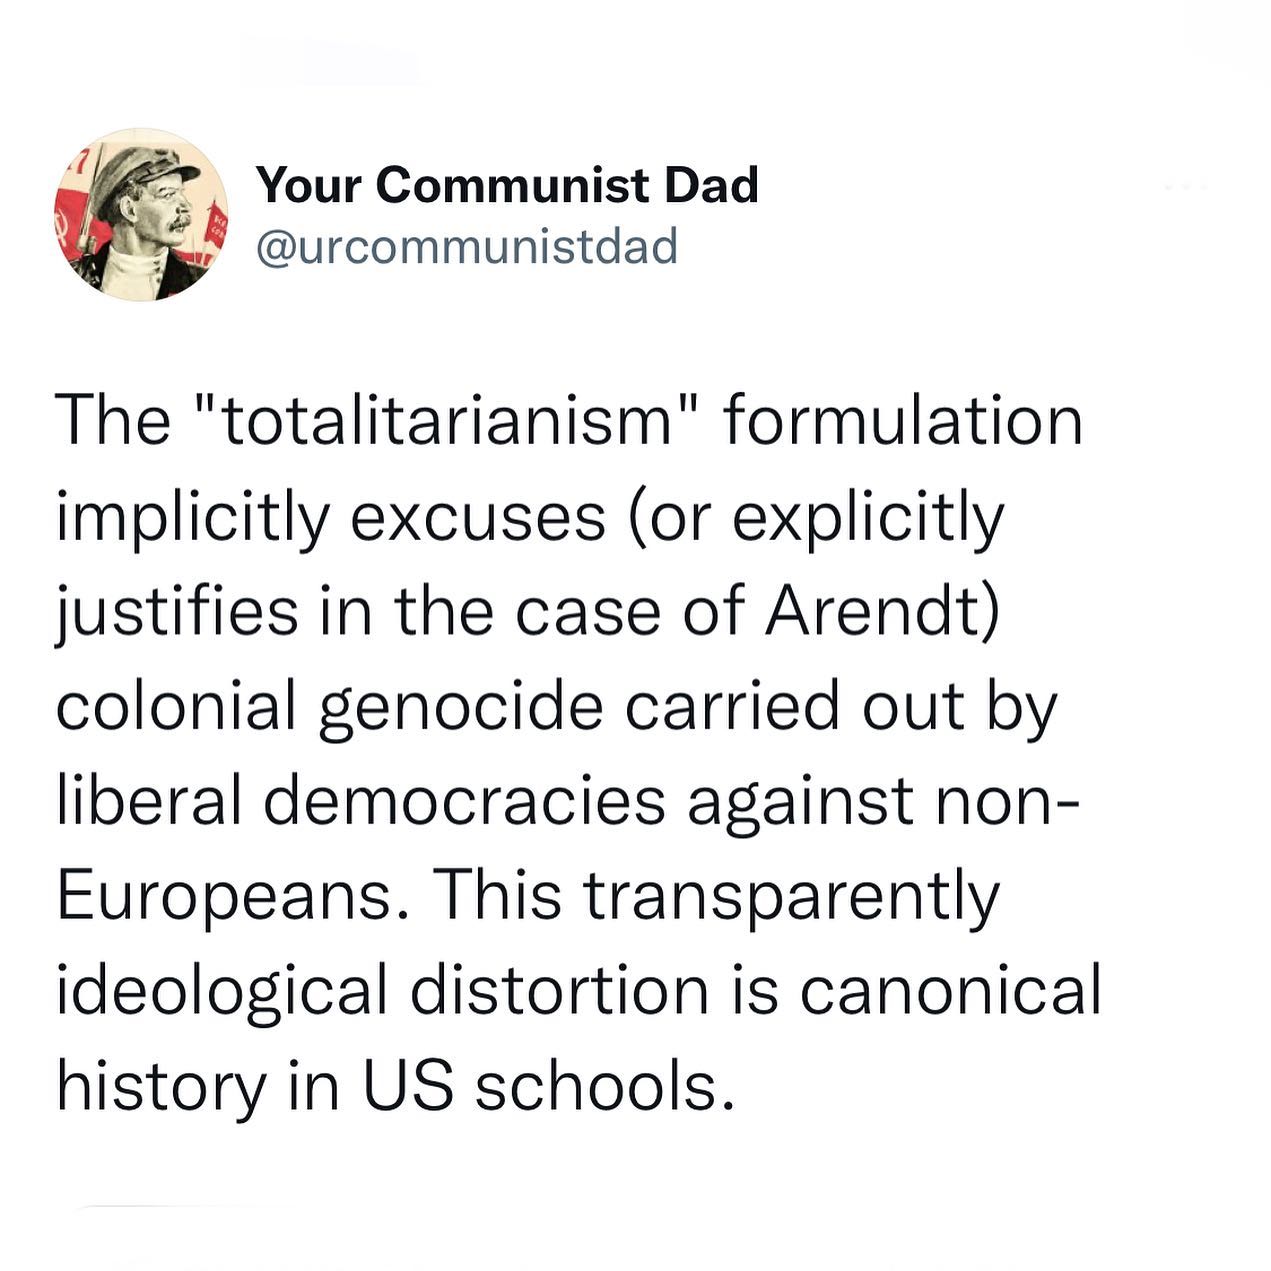 Your Communist Dad
@urcommunistdad
The "totalitarianism" formulation
implicitly excuses (or explicitly
justifies in the case of Arendt)
colonial genocide carried out by
liberal democracies against non-
Europeans. This transparently
ideological distortion is canonical
history in US schools.